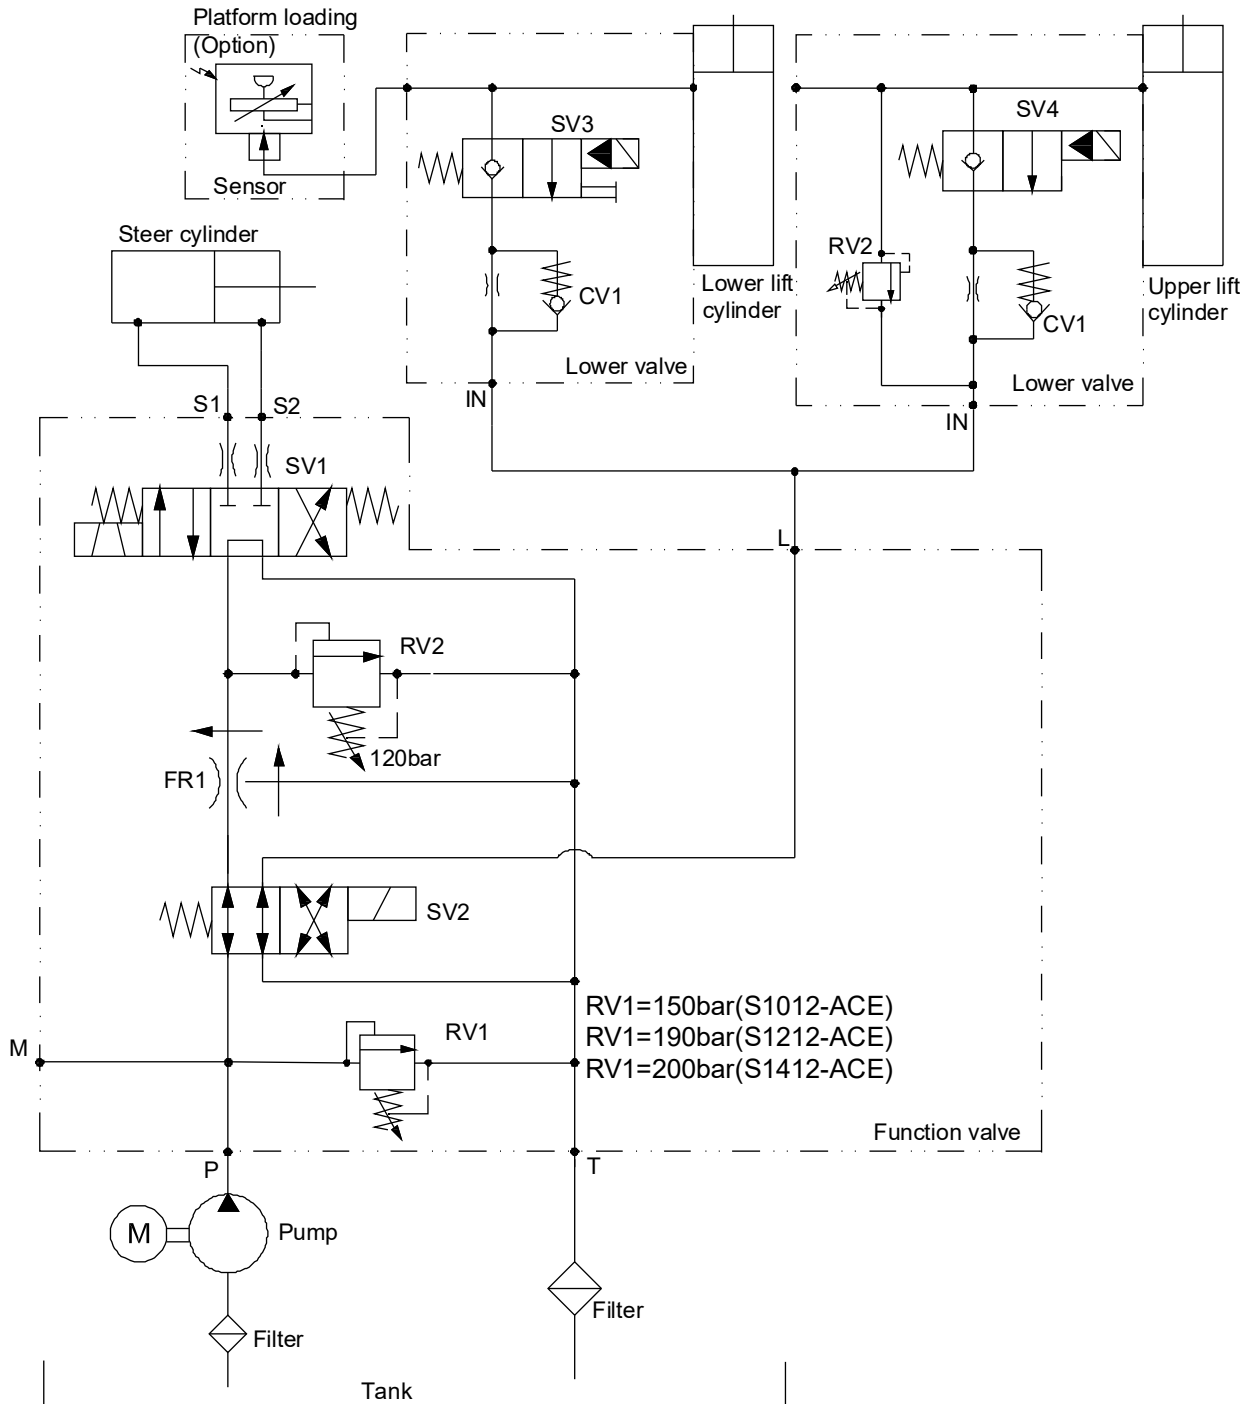 Platform loading
(Option)
Sensor
SV3
SV4
Steer cylinder
RV2
CV1
Lower lift
cylinder
CV1
Upper lift
cylinder
Lower valve
Lower valve
IN
IN
S1
S2
SV1
L
RV2
120bar
FR1
SV2
RV1=150bar(S1012-ACE)
RV1=190bar(S1212-ACE)
RV1=200bar(S1412-ACE)
RV1
M
Function valve
P
T
M
Pump
Filter
Filter
Tank